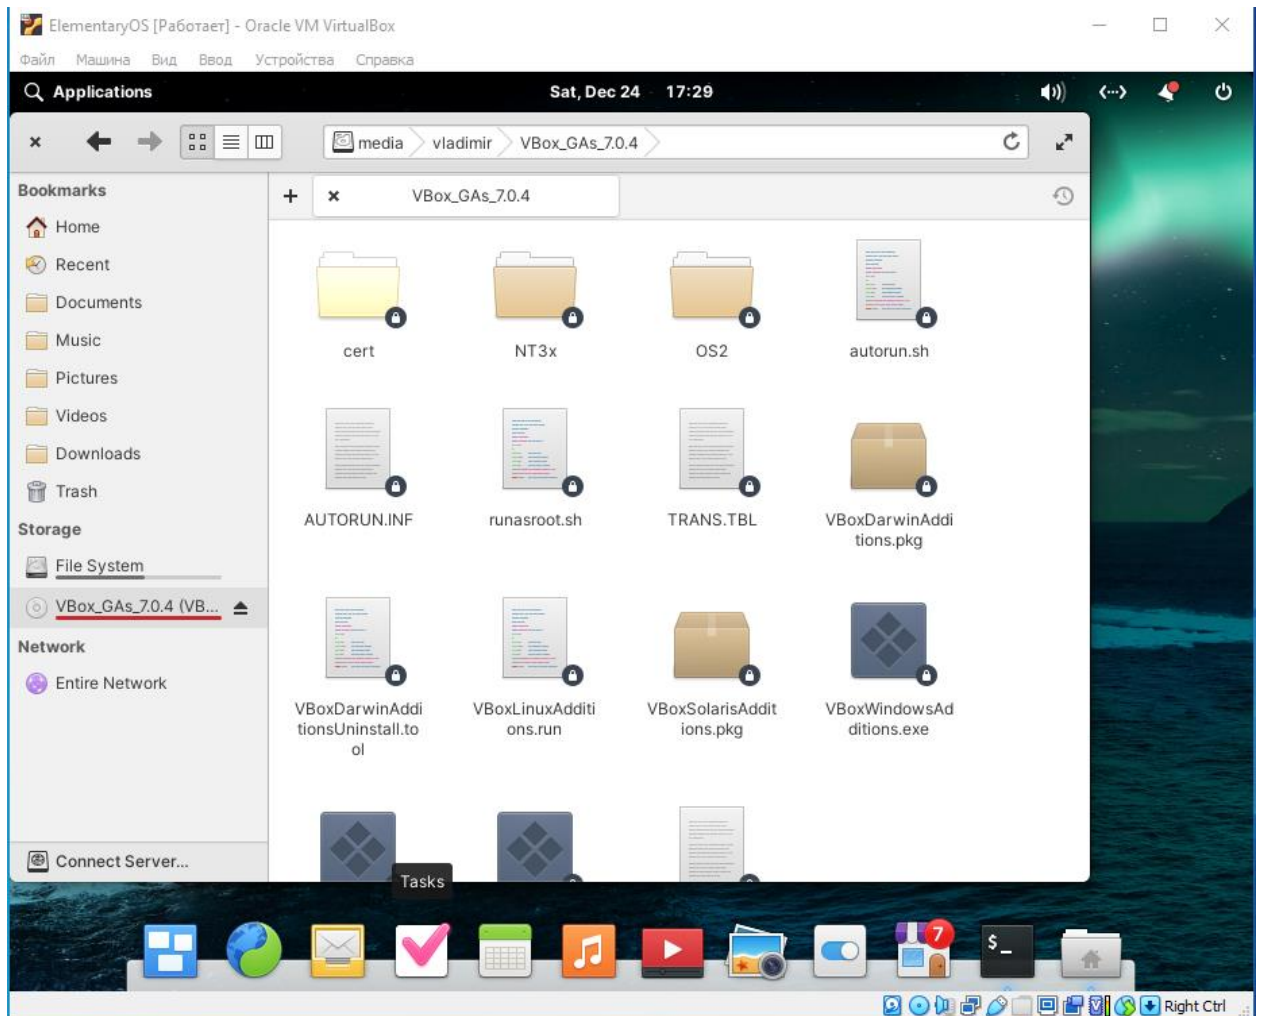 ElementaryOS [Работает] - Oracle VM VirtualBox
Файл Машина Вид Ввод Устройства Справка
Applications Sat, Dec 24 17:29
media vladimir VBox_GAs_7.0.4
Bookmarks
VBox_GAs_7.0.4
Home
Recent
Documents
Music
Pictures
Videos
Downloads
Trash
Storage
File System
VBox_GAs_7.0.4 (VB...
Network
Entire Network
Connect Server...
cert NT3x OS2 autorun.sh
AUTORUN.INF runasroot.sh TRANS.TBL VBoxDarwinAddi
tions.pkg
VBoxDarwinAddi VBoxLinuxAdditi VBoxSolarisAddit VBoxWindowsAd
tionsUninstall.to ons.run ions.pkg ditions.exe
ol
Tasks
7
$_
Right Ctrl